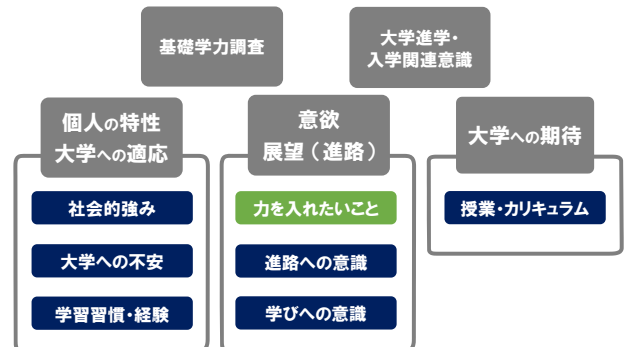 基礎学力調査
大学進学・
入学関連意識
個人の特性
大学への適応
社会的強み
大学への不安
学習習慣・経験
意欲
展望（進路）
力を入れたいこと
進路への意識
学びへの意識
大学への期待
授業・カリキュラム